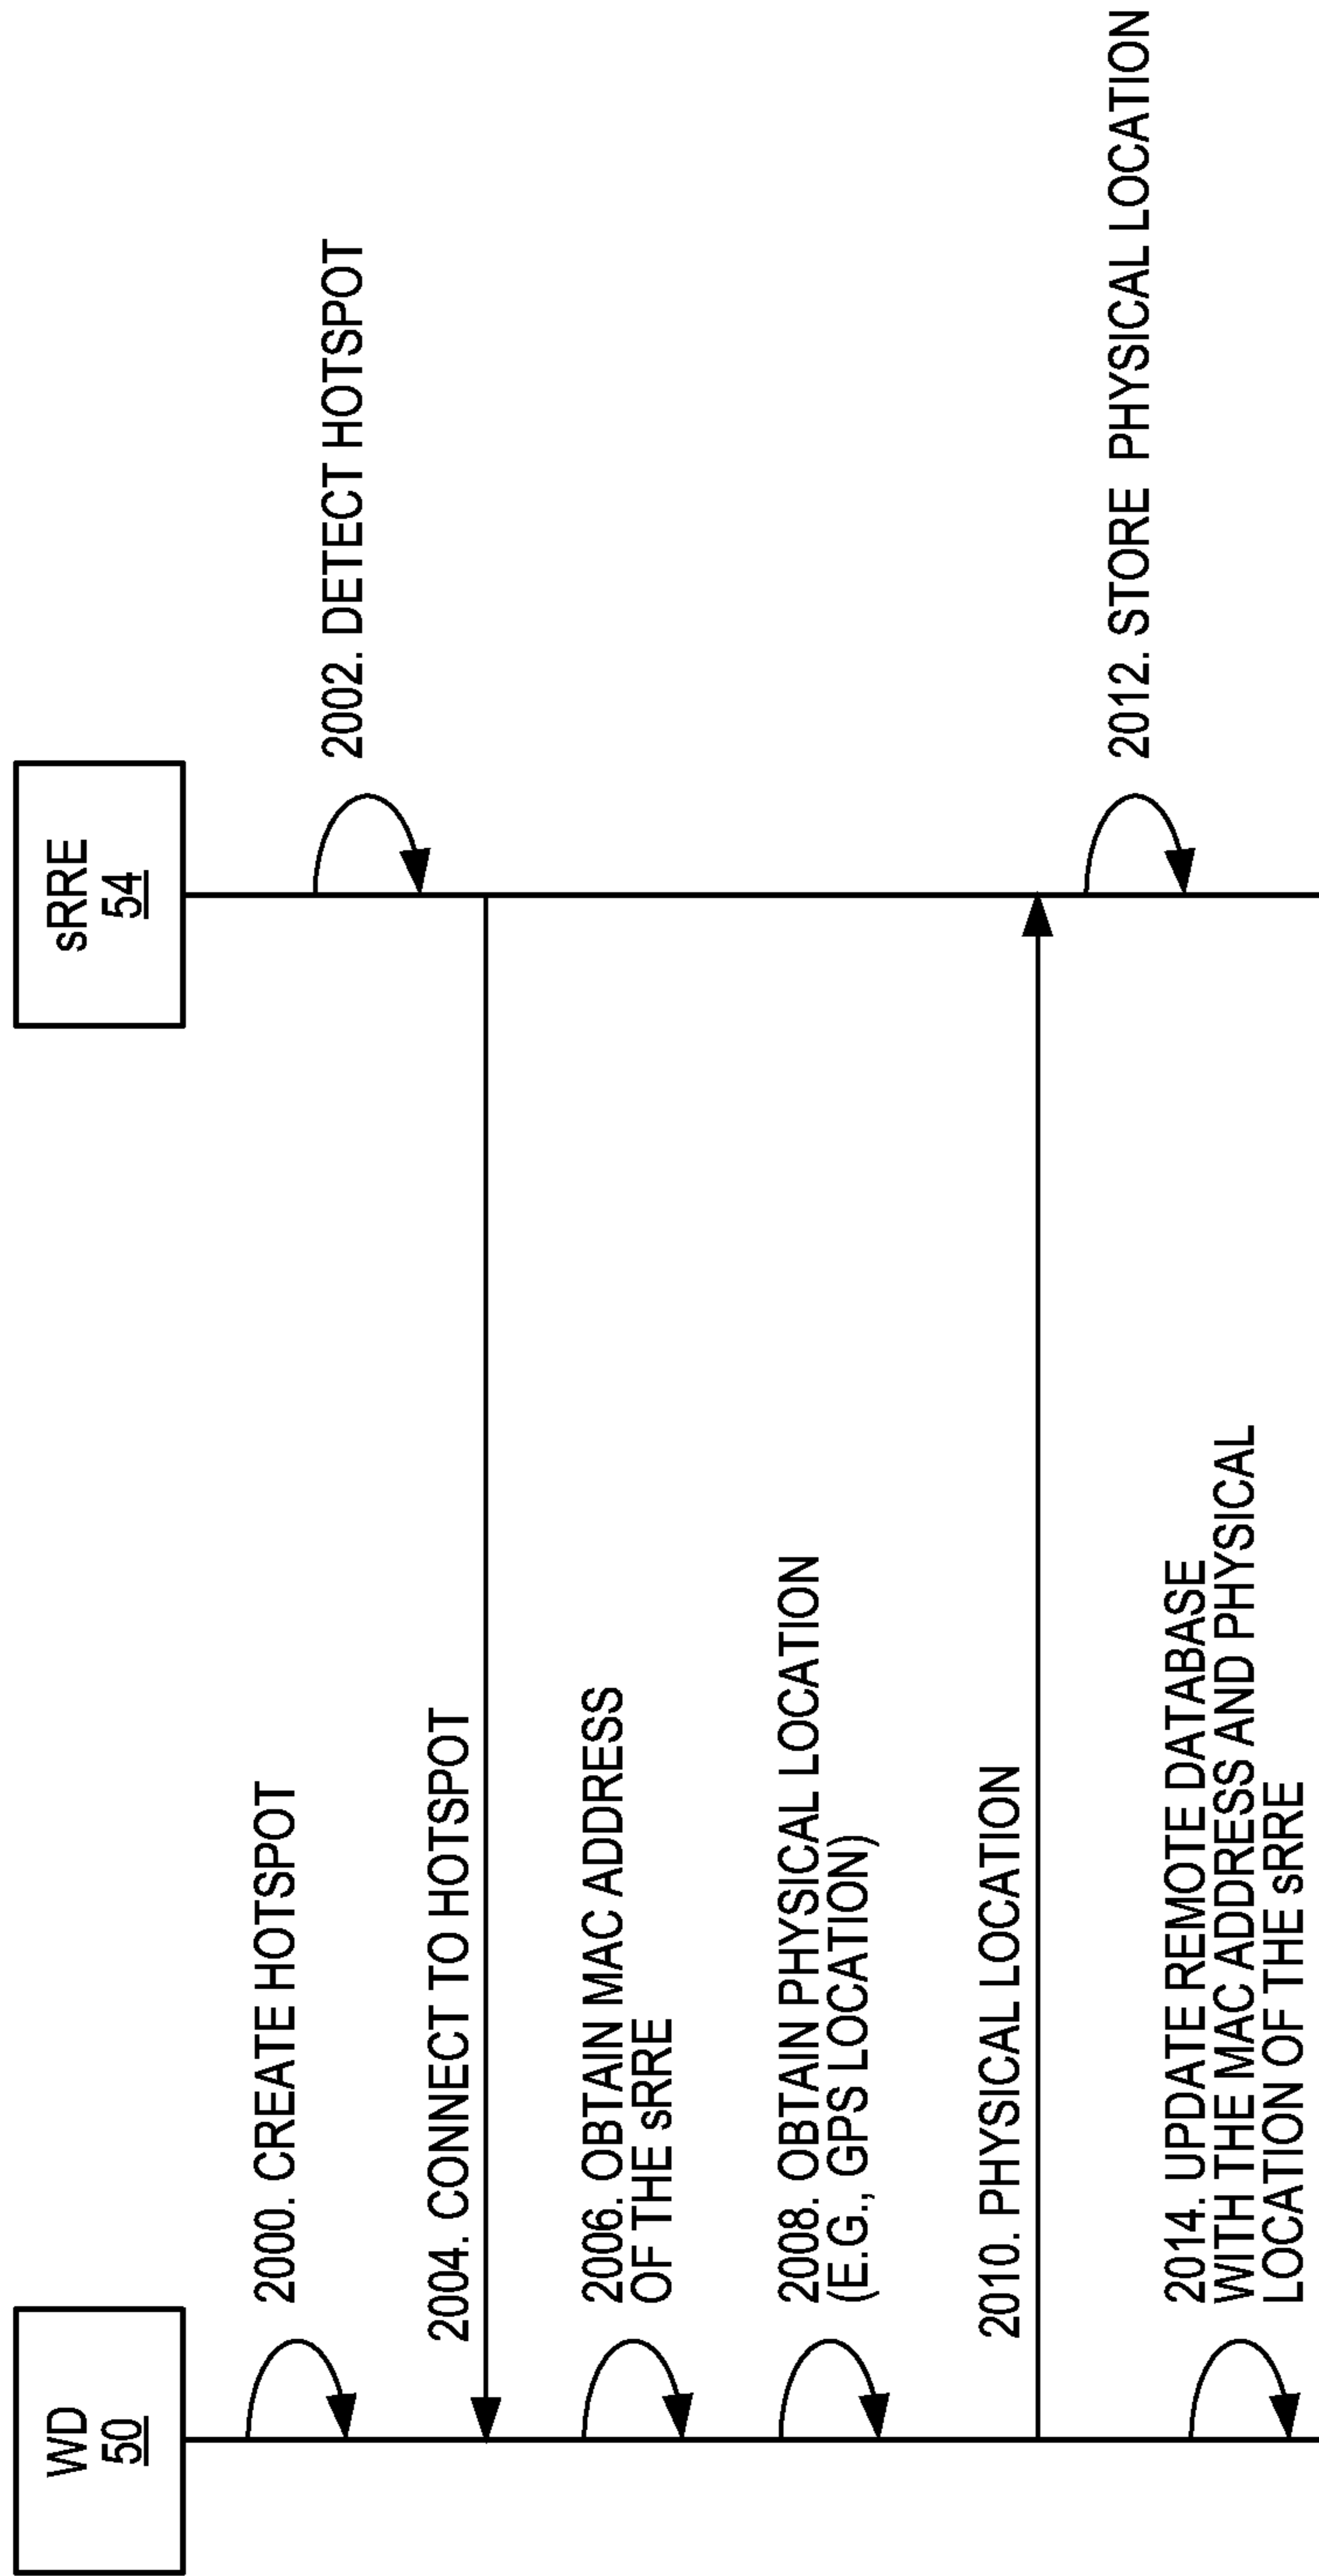 WD
50
sRRE
54
2000. CREATE HOTSPOT
2002. DETECT HOTSPOT
2004. CONNECT TO HOTSPOT
2006. OBTAIN MAC ADDRESS
OF THE sRRE
2008. OBTAIN PHYSICAL LOCATION
(E.G., GPS LOCATION)
2010. PHYSICAL LOCATION
2012. STORE PHYSICAL LOCATION
2014. UPDATE REMOTE DATABASE
WITH THE MAC ADDRESS AND PHYSICAL
LOCATION OF THE sRRE